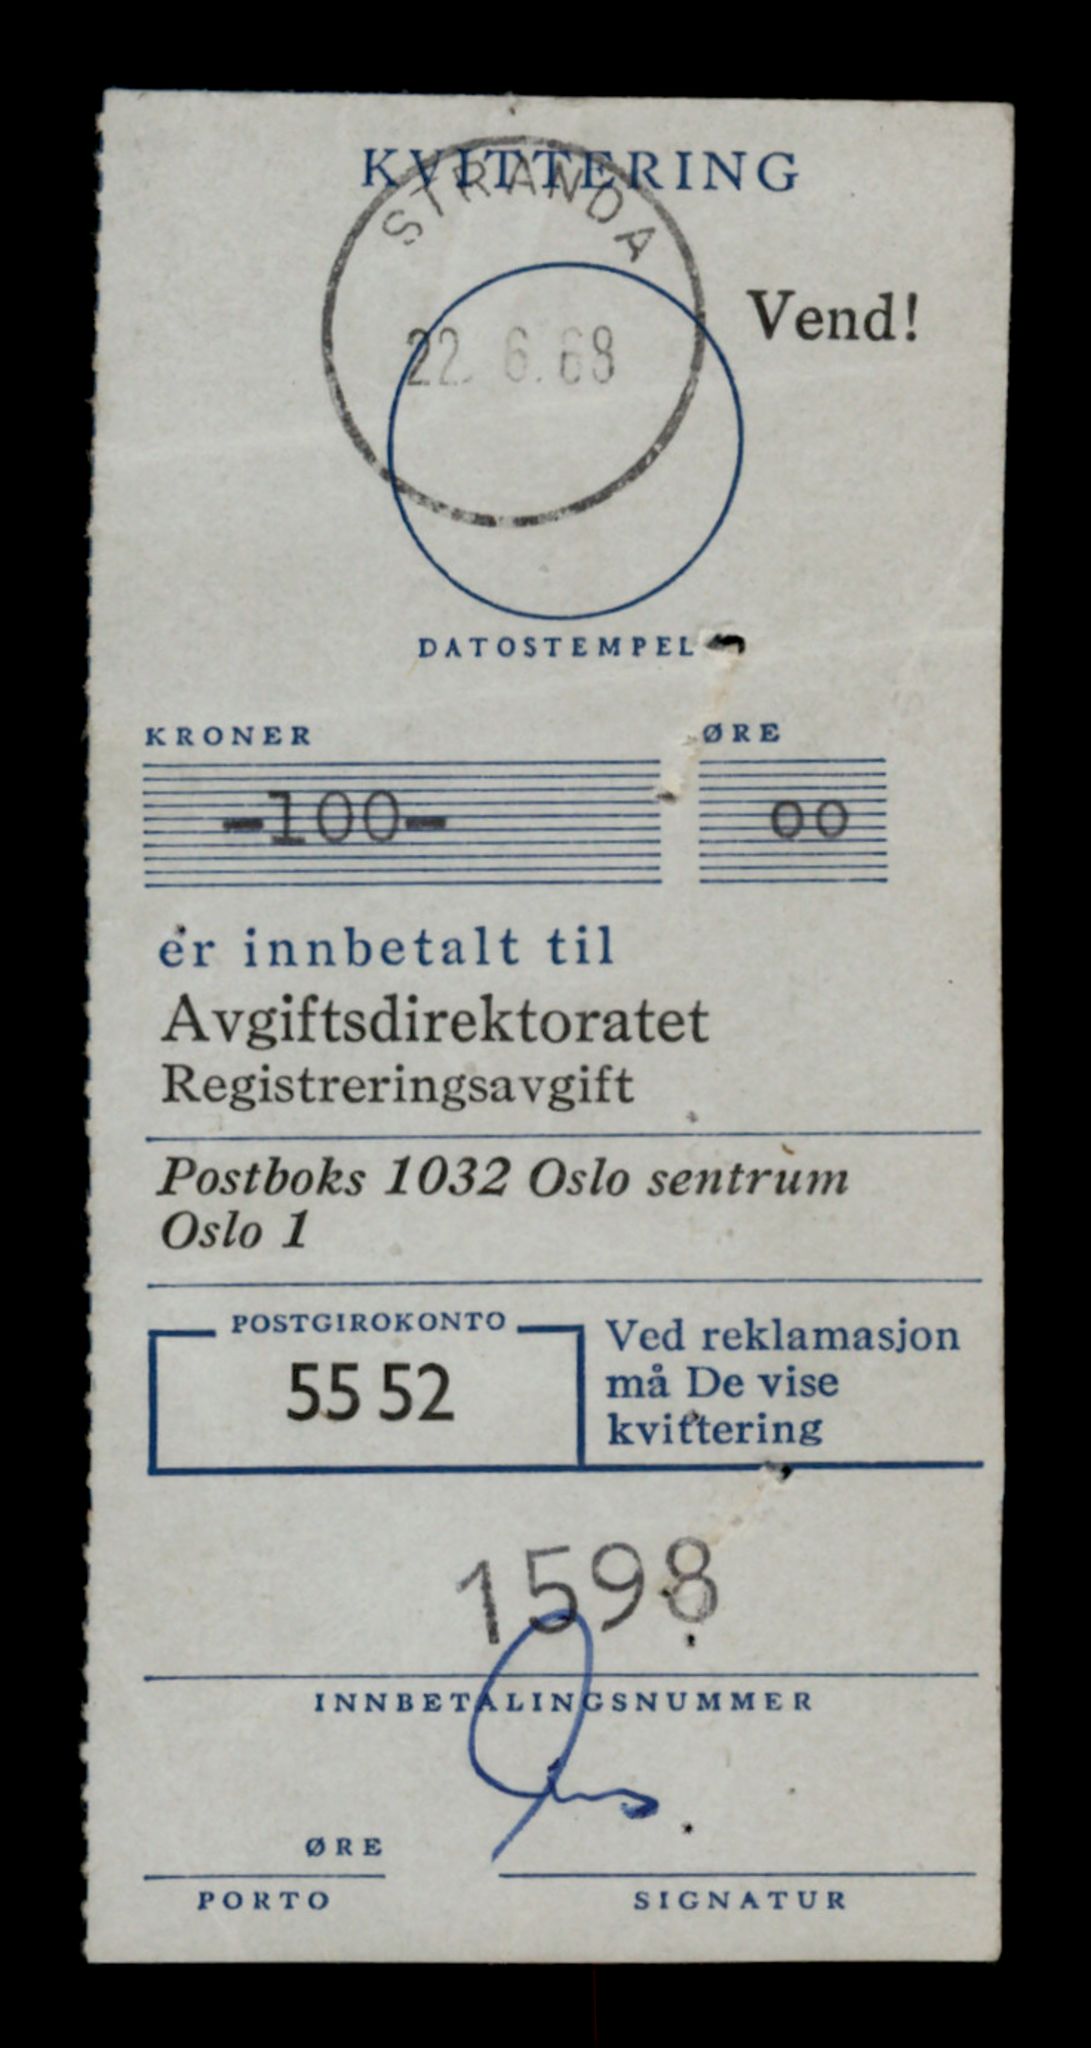 KVITTERING
STRANDA
Vend!
22. 6. 68
DATOSTEMPEL
KRONER ØRE
-100- 00
er innbetalt til
Avgiftsdirektoratet
Registreringsavgift
Postboks 1032 Oslo sentrum
Oslo 1
POSTGIROKONTO
55 52
Ved reklamasjon
må De vise
kvittering
1598
INNBETALINGSNUMMER
ØRE
PORTO
SIGNATUR